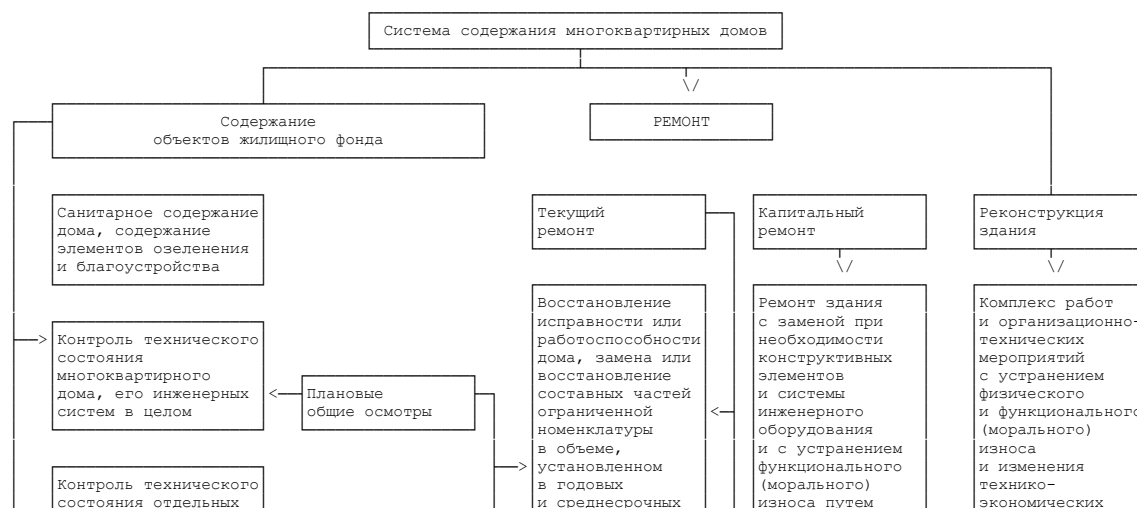 Система содержания многоквартирных домов
Содержание
объектов жилищного фонда
РЕМОНТ
Санитарное содержание
дома, содержание
элементов озеленения
и благоустройства
Текущий
ремонт
Капитальный
ремонт
Реконструкция
здания
Контроль технического
состояния
многоквартирного
дома, его инженерных
систем в целом
Плановые
общие осмотры
Восстановление
исправности или
работоспособности
дома, замена или
восстановление
составных частей
ограниченной
номенклатуры
в объеме,
установленном
в годовых
и среднесрочных
Ремонт здания
с заменой при
необходимости
конструктивных
элементов
и системы
инженерного
оборудования
и с устранением
функционального
(морального)
износа путем
Комплекс работ
и организационно-
технических
мероприятий
с устранением
физического
и функционального
(морального)
износа
и изменения
технико-
экономических
Контроль технического
состояния отдельных